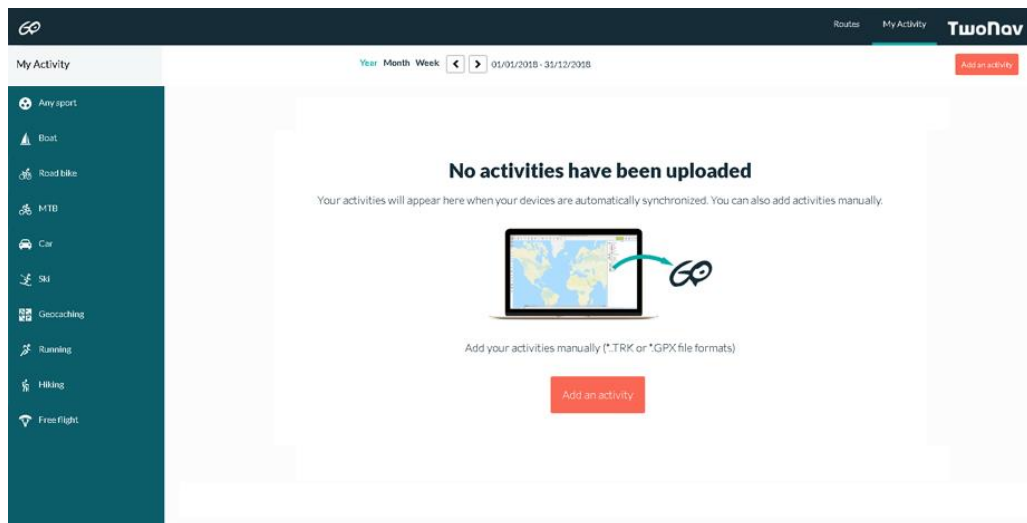 GO
Routes
My Activity
TwoNav
My Activity
Year Month Week 01/01/2018 - 31/12/2018
Add an activity
Any sport
Boat
Road bike
MTB
Car
Ski
Geocaching
Running
Hiking
Free flight
No activities have been uploaded
Your activities will appear here when your devices are automatically synchronized. You can also add activities manually.
GO
Add your activities manually (*.TRK or *.GPX file formats)
Add an activity